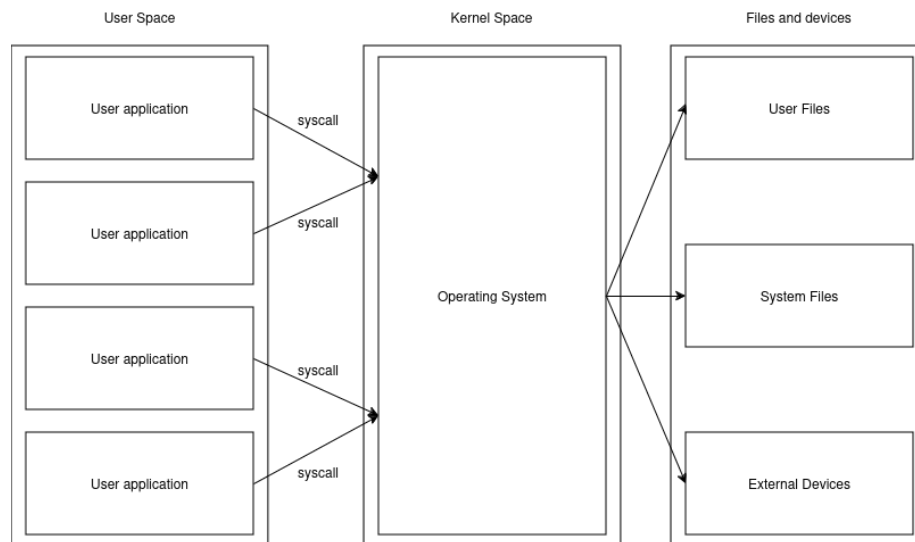 User Space
Kernel Space
Files and devices
User application
syscall
User application
syscall
User application
syscall
User application
syscall
Operating System
User Files
System Files
External Devices